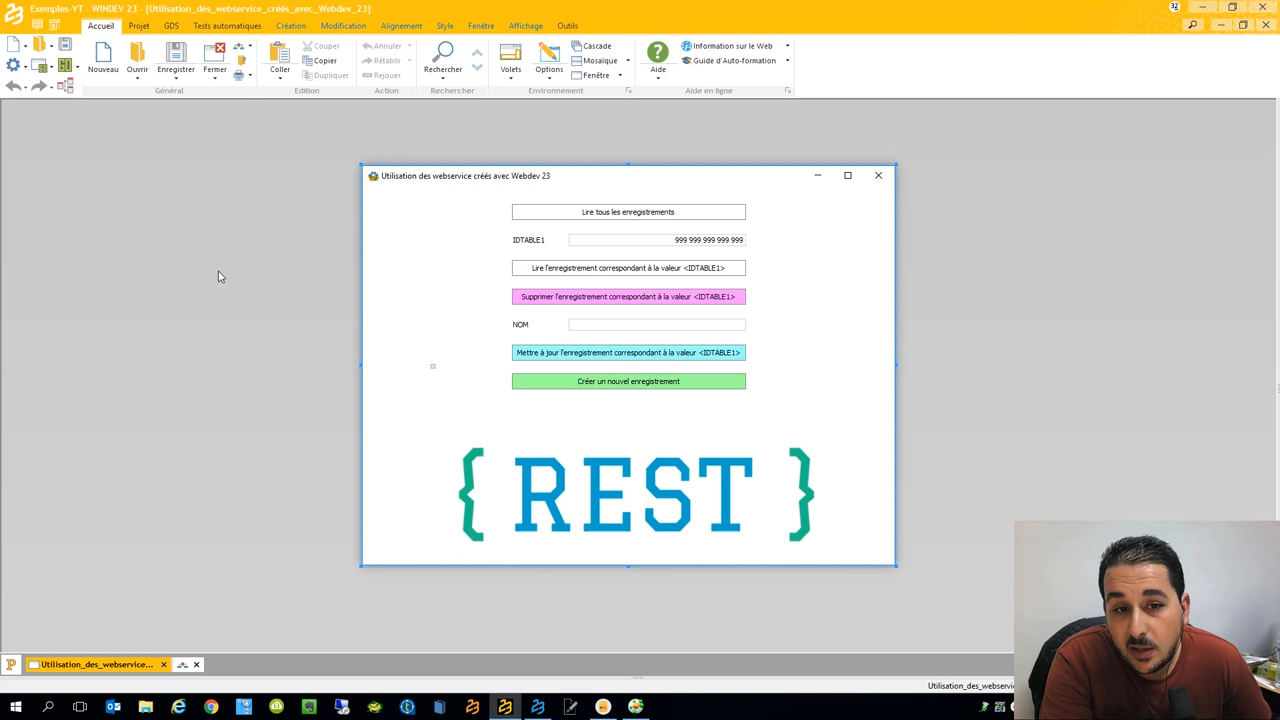 Exemples-YT - WINDEV 23 - [Utilisation_des_webservice_créés_avec_Webdev_23]
32
Accueil Projet GDS Tests automatiques Création Modification Alignement Style Fenêtre Affichage Outils
Nouveau Ouvrir Enregistrer Fermer
Coller Couper Copier Dupliquer
Annuler Rétablir Rejouer
Rechercher
Volets Options Cascade Mosaïque Fenêtre
Aide Information sur le Web Guide d'Auto-formation
Général Edition Action Rechercher Environnement Aide en ligne
Utilisation des webservice créés avec Webdev 23
Lire tous les enregistrements
IDTABLE1 999 999 999 999 999
Lire l'enregistrement correspondant à la valeur <IDTABLE1>
Supprimer l'enregistrement correspondant à la valeur <IDTABLE1>
NOM
Mettre à jour l'enregistrement correspondant à la valeur <IDTABLE1>
Créer un nouvel enregistrement
{ REST }
Utilisation_des_webservice...
Utilisation_des_webservic